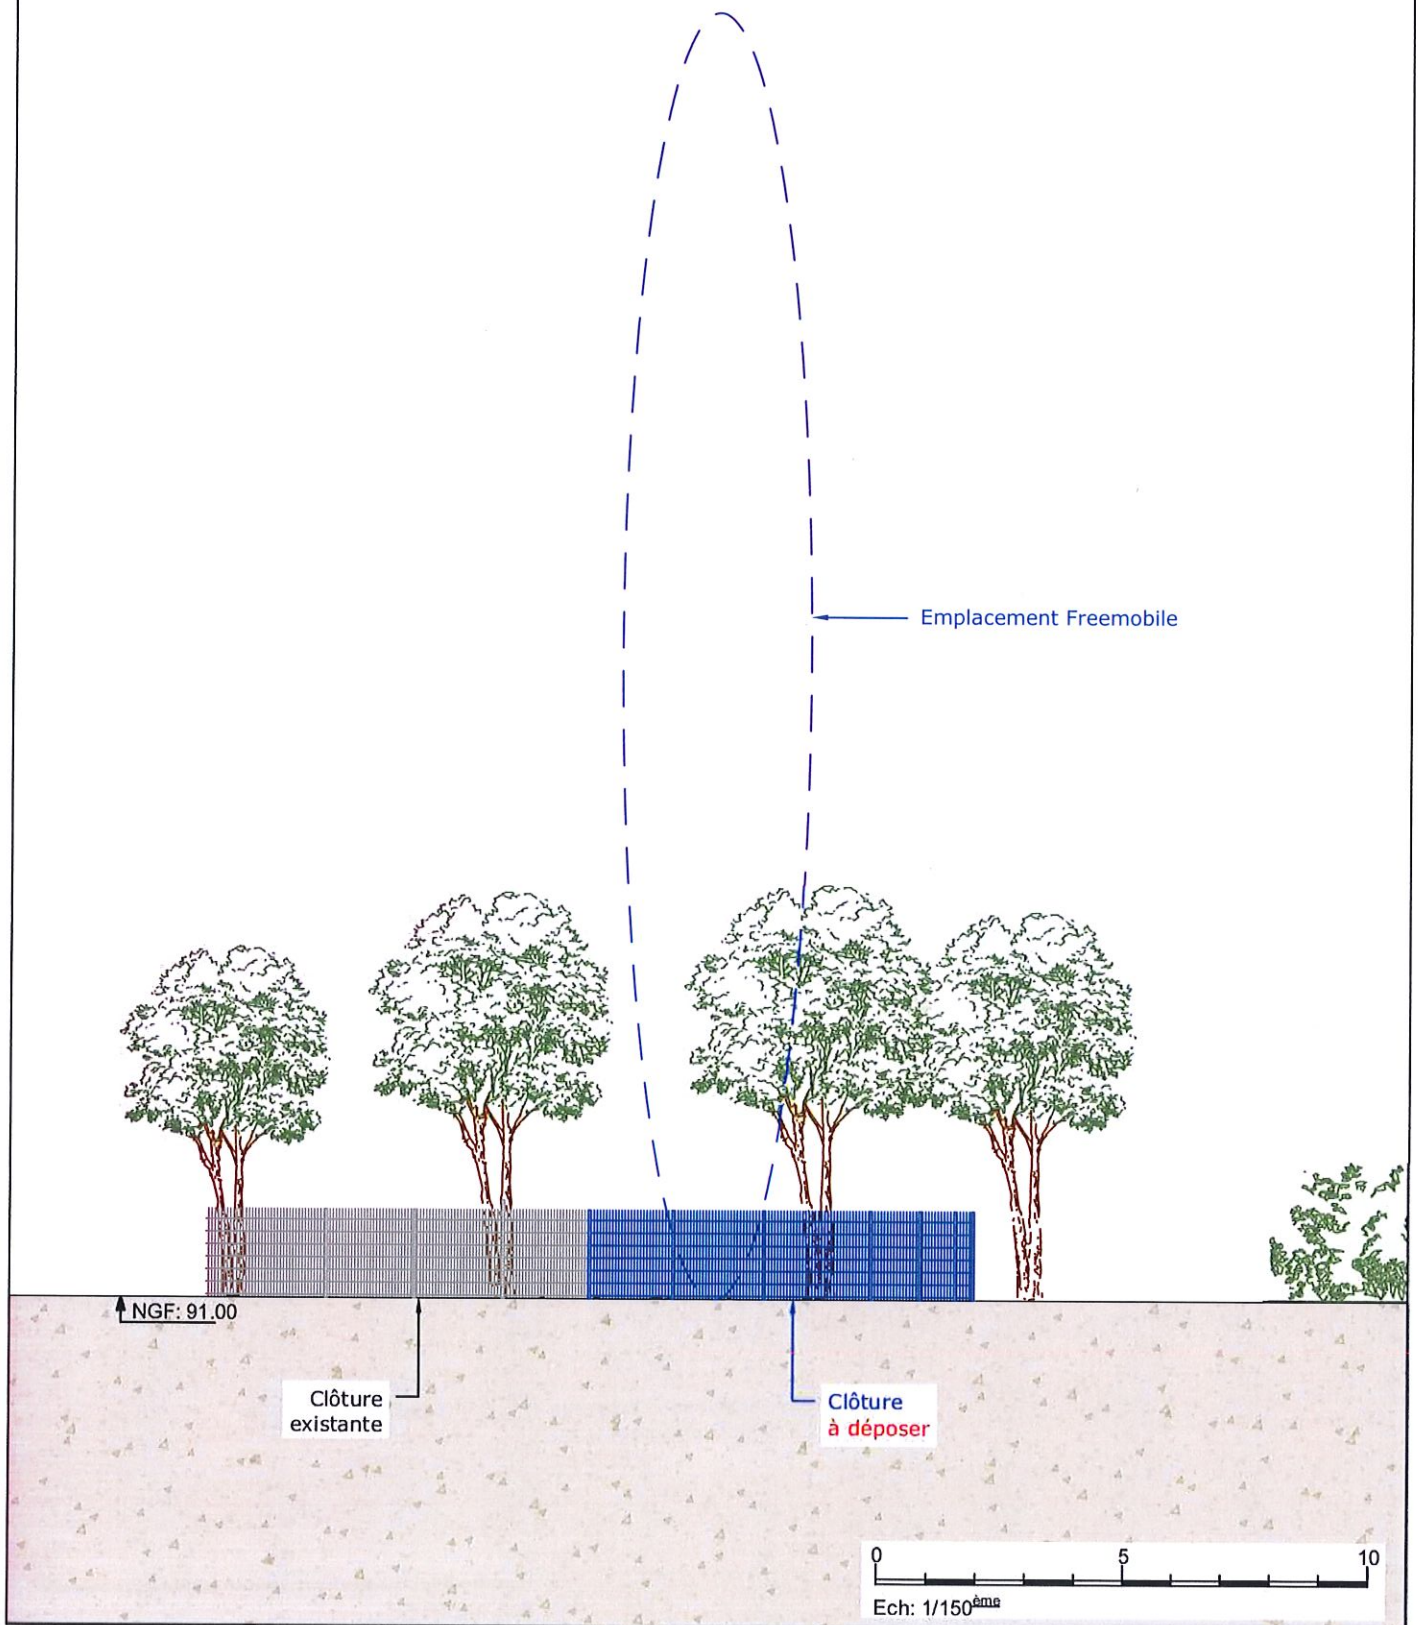 Emplacement Freemobile
NGF: 91.00
Clôture
existante
Clôture
à déposer
0 5 10
Ech: 1/150ème